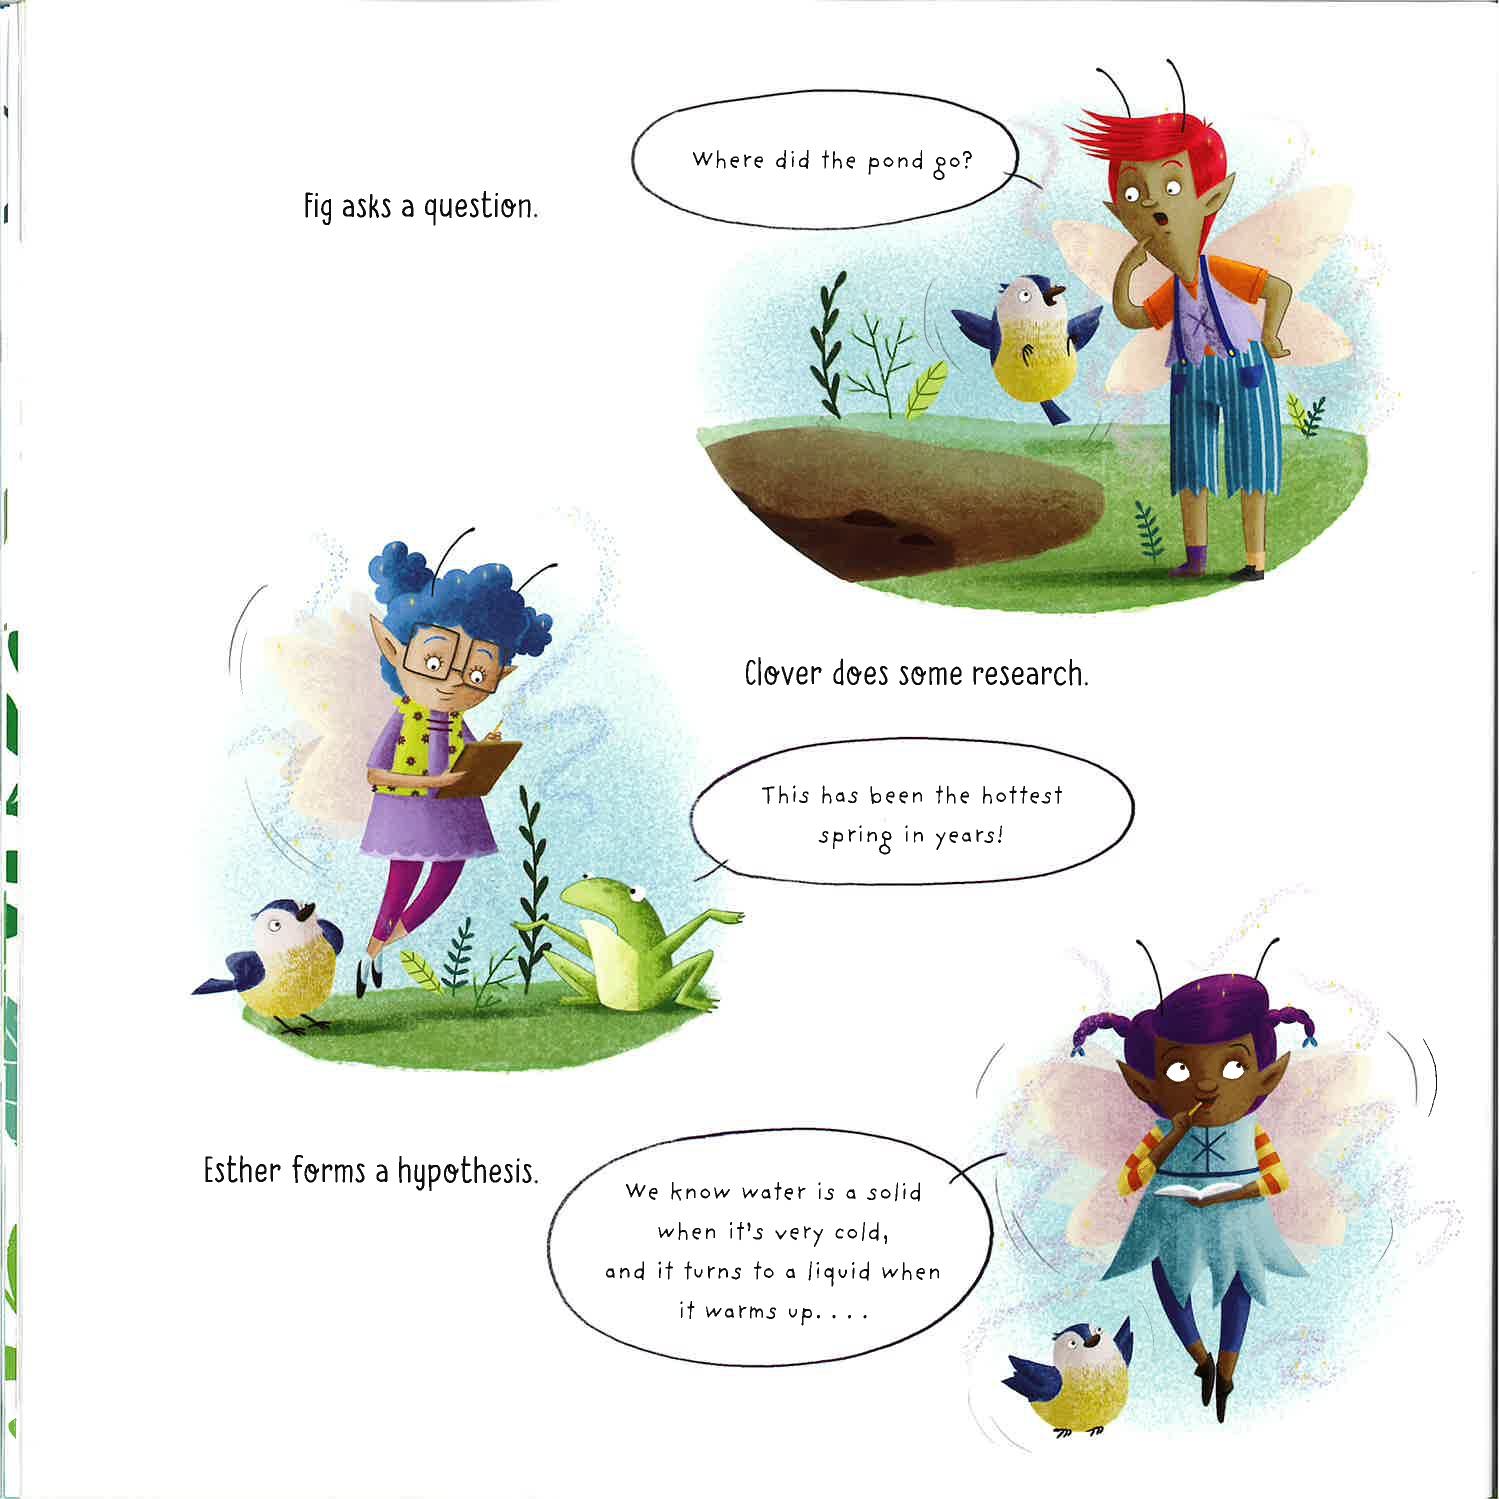 Where did the pond go?
Fig asks a question.
Clover does some research.
This has been the hottest
spring in years!
Esther forms a hypothesis.
We know water is a solid
when it's very cold,
and it turns to a liquid when
it warms up. . . .